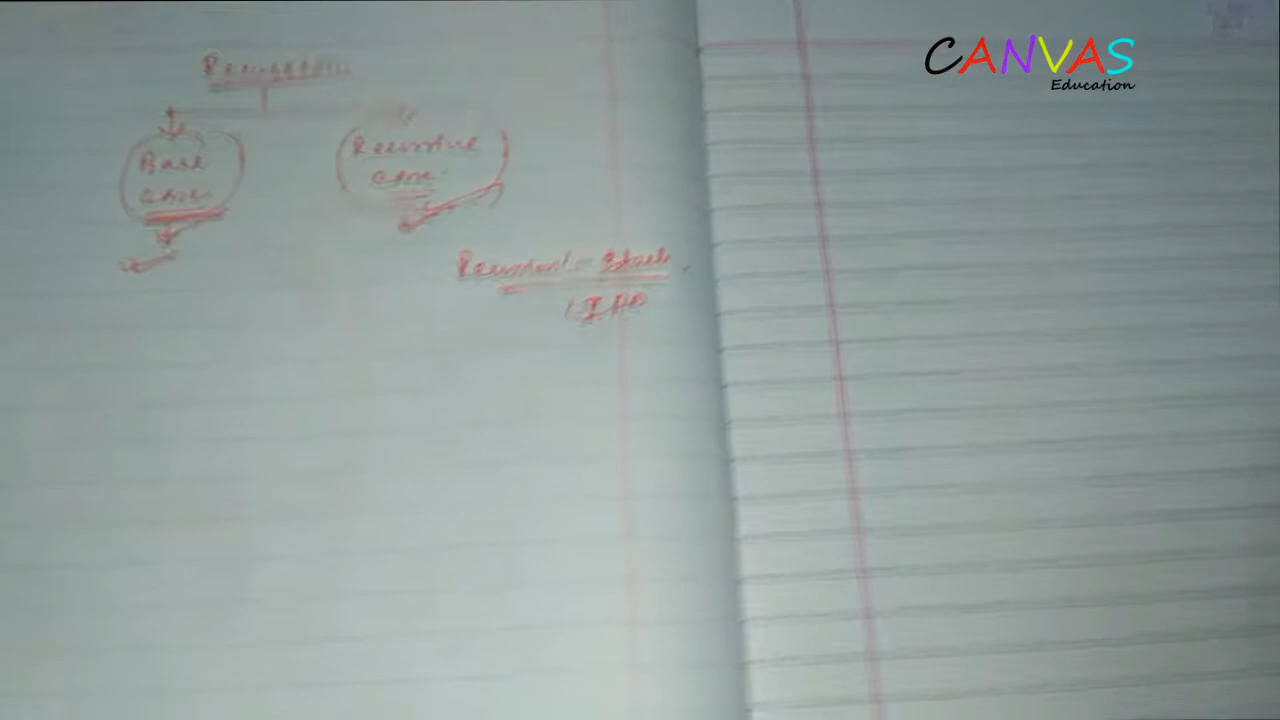 CANVAS
Education
Recursion
Base
case
Recursive
case
Recursion - Stack
LIFO